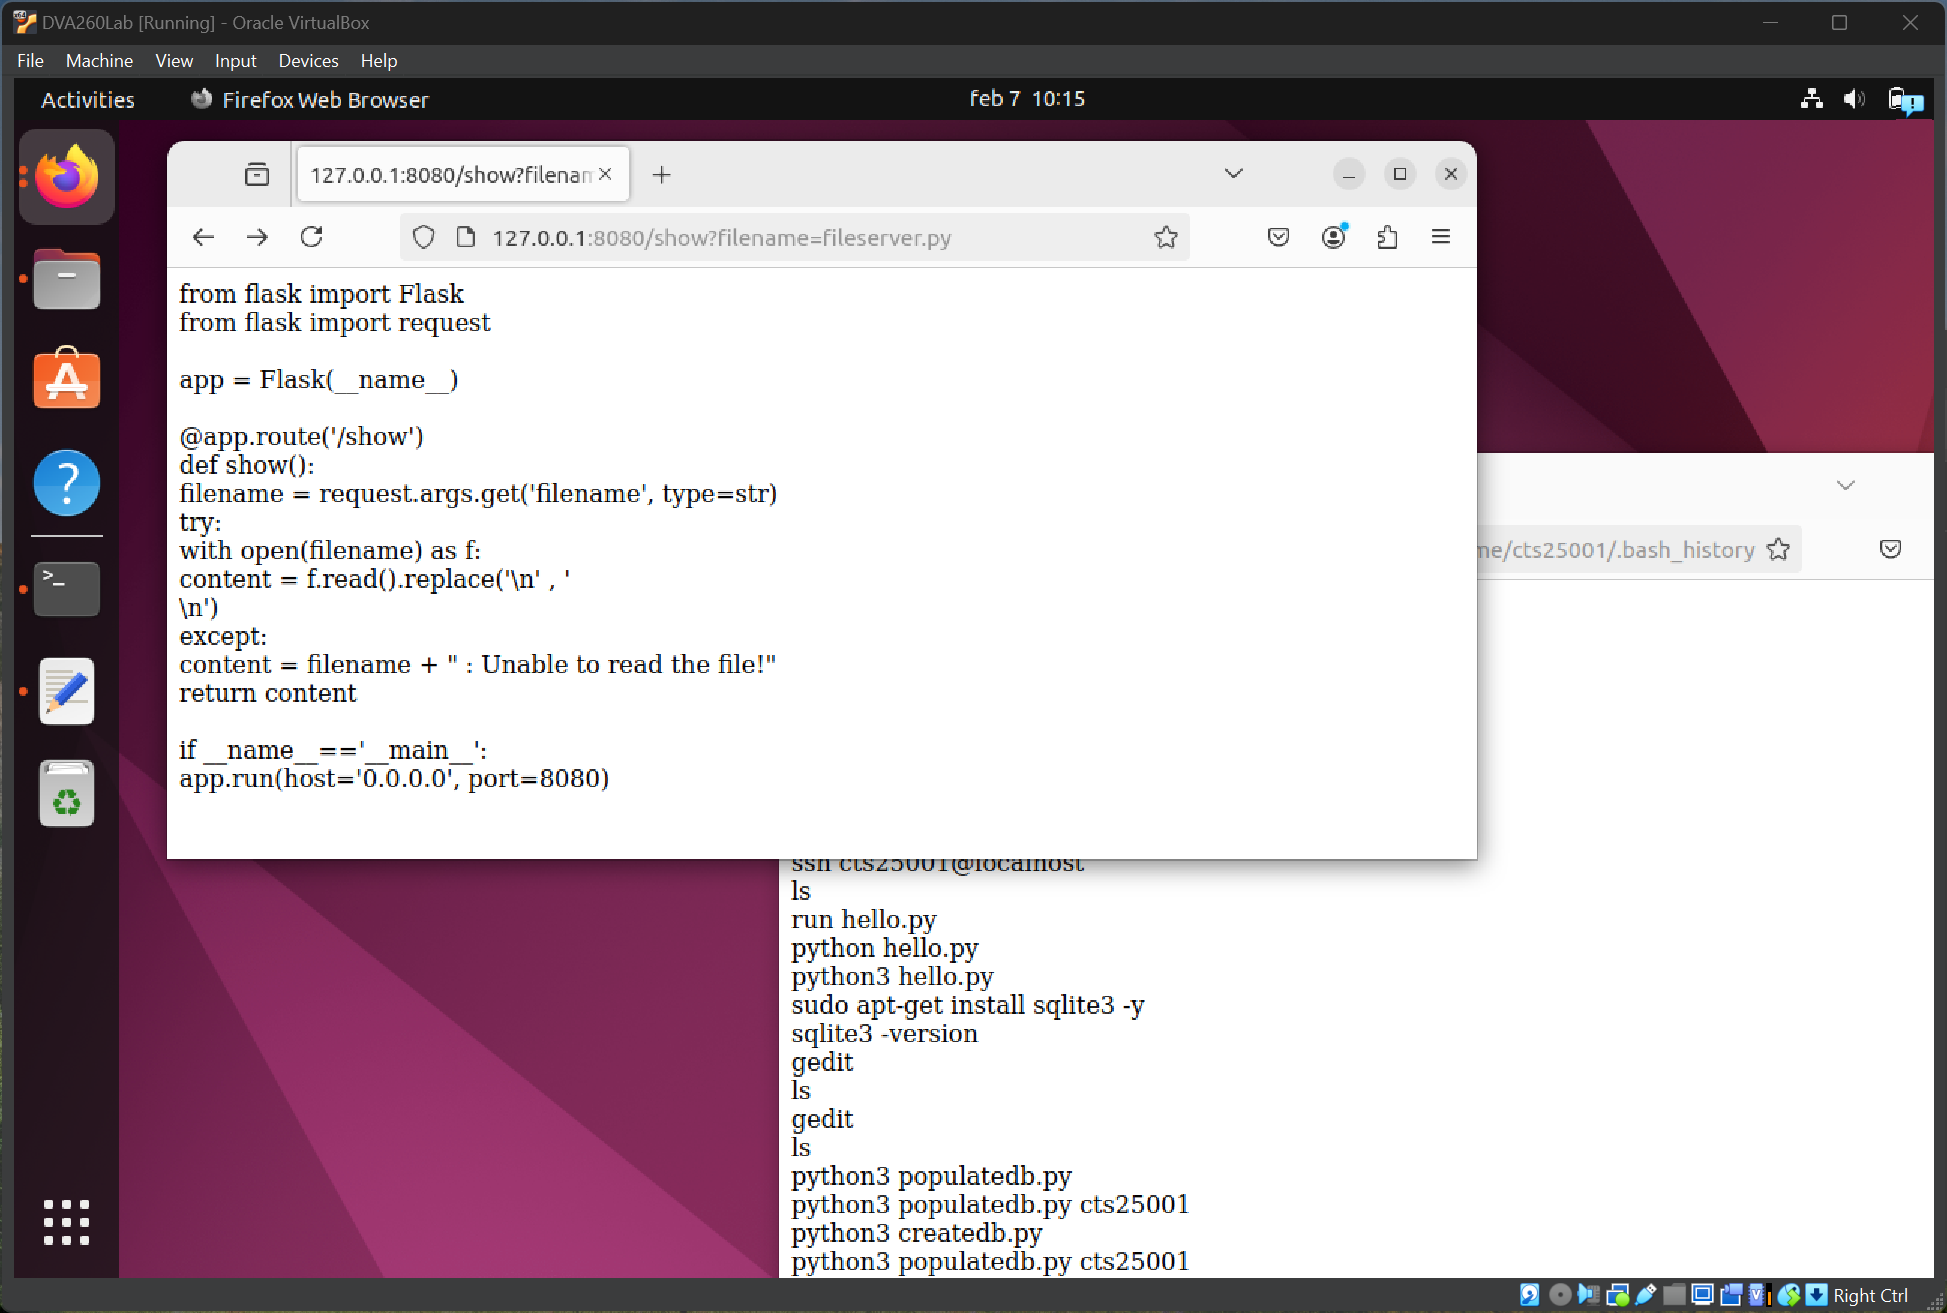 DVA260Lab [Running] - Oracle VirtualBox
File Machine View Input Devices Help
Activities Firefox Web Browser feb 7 10:15
127.0.0.1:8080/show?filenam
127.0.0.1:8080/show?filename=fileserver.py
from flask import Flask
from flask import request
app = Flask(__name__)
@app.route('/show')
def show():
filename = request.args.get('filename', type=str)
try:
with open(filename) as f:
content = f.read().replace('\n' , '
\n')
except:
content = filename + " : Unable to read the file!"
return content
if __name__=='__main__':
app.run(host='0.0.0.0', port=8080)
me/cts25001/.bash_history
ssh cts25001@localhost
ls
run hello.py
python hello.py
python3 hello.py
sudo apt-get install sqlite3 -y
sqlite3 -version
gedit
ls
gedit
ls
python3 populatedb.py
python3 populatedb.py cts25001
python3 createdb.py
python3 populatedb.py cts25001
Right Ctrl